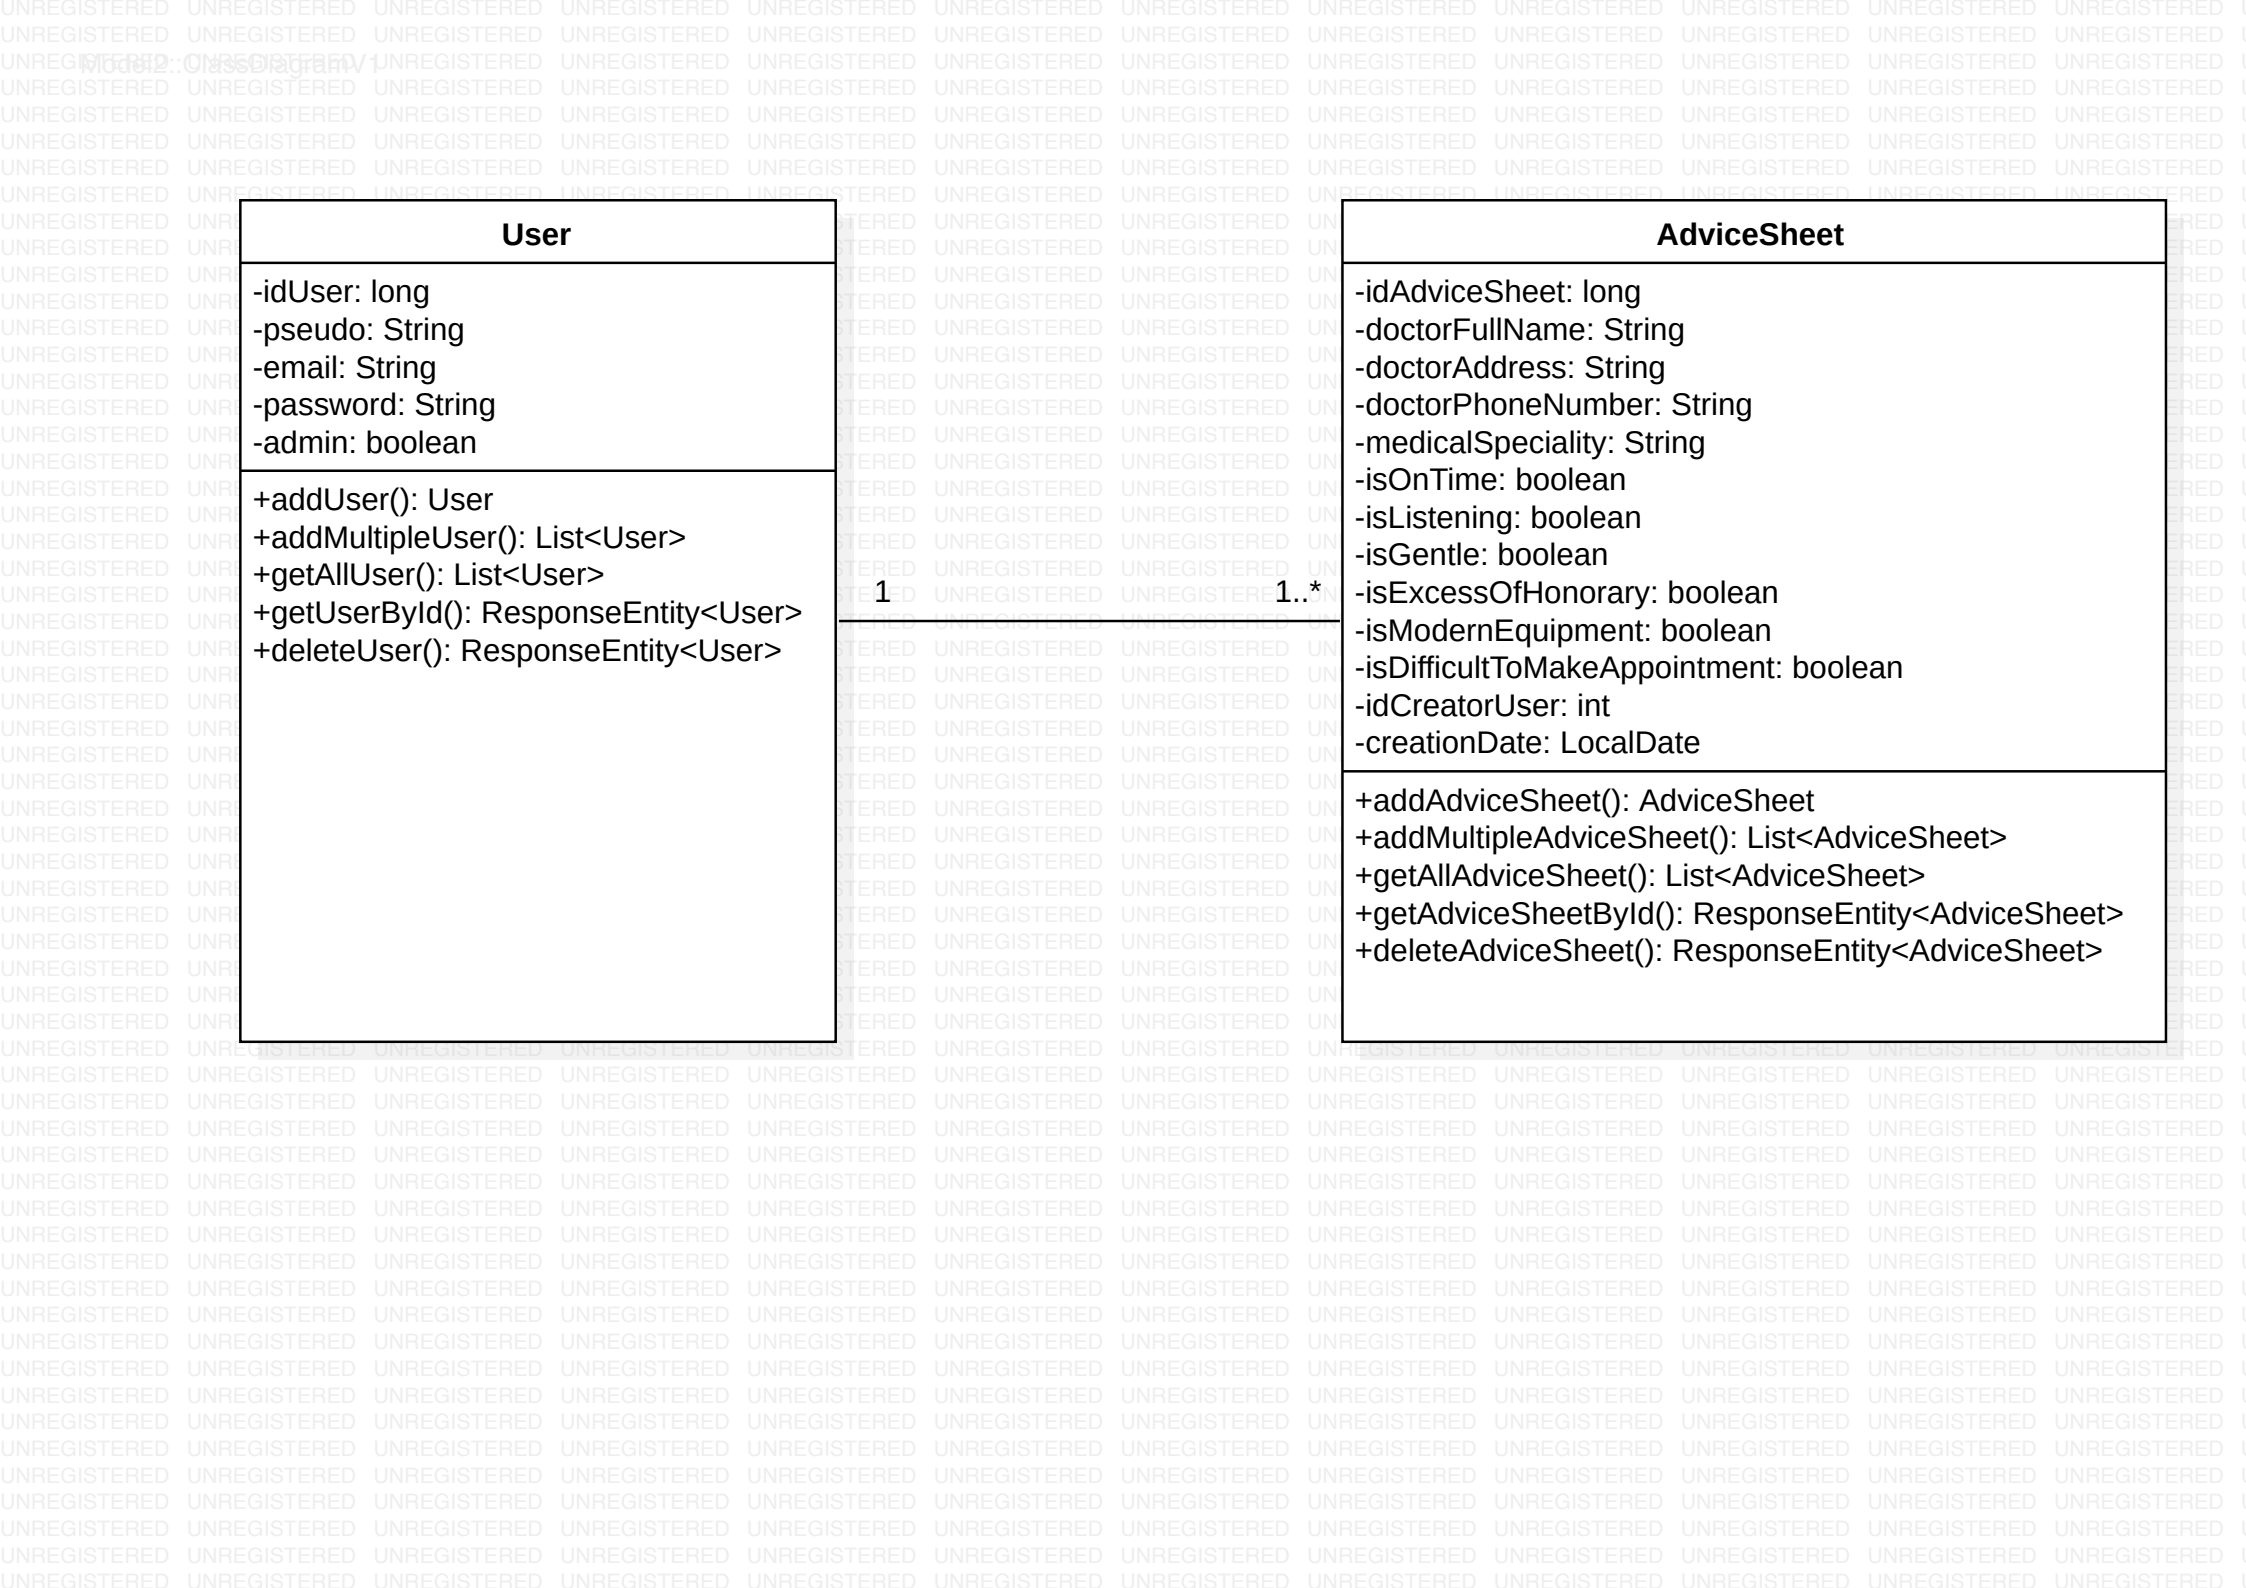 Model2::ClassDiagramV1
User
-idUser: long
-pseudo: String
-email: String
-password: String
-admin: boolean
+addUser(): User
+addMultipleUser(): List<User>
+getAllUser(): List<User>
+getUserById(): ResponseEntity<User>
+deleteUser(): ResponseEntity<User>
1
1..*
AdviceSheet
-idAdviceSheet: long
-doctorFullName: String
-doctorAddress: String
-doctorPhoneNumber: String
-medicalSpeciality: String
-isOnTime: boolean
-isListening: boolean
-isGentle: boolean
-isExcessOfHonorary: boolean
-isModernEquipment: boolean
-isDifficultToMakeAppointment: boolean
-idCreatorUser: int
-creationDate: LocalDate
+addAdviceSheet(): AdviceSheet
+addMultipleAdviceSheet(): List<AdviceSheet>
+getAllAdviceSheet(): List<AdviceSheet>
+getAdviceSheetById(): ResponseEntity<AdviceSheet>
+deleteAdviceSheet(): ResponseEntity<AdviceSheet>
UNREGISTERED